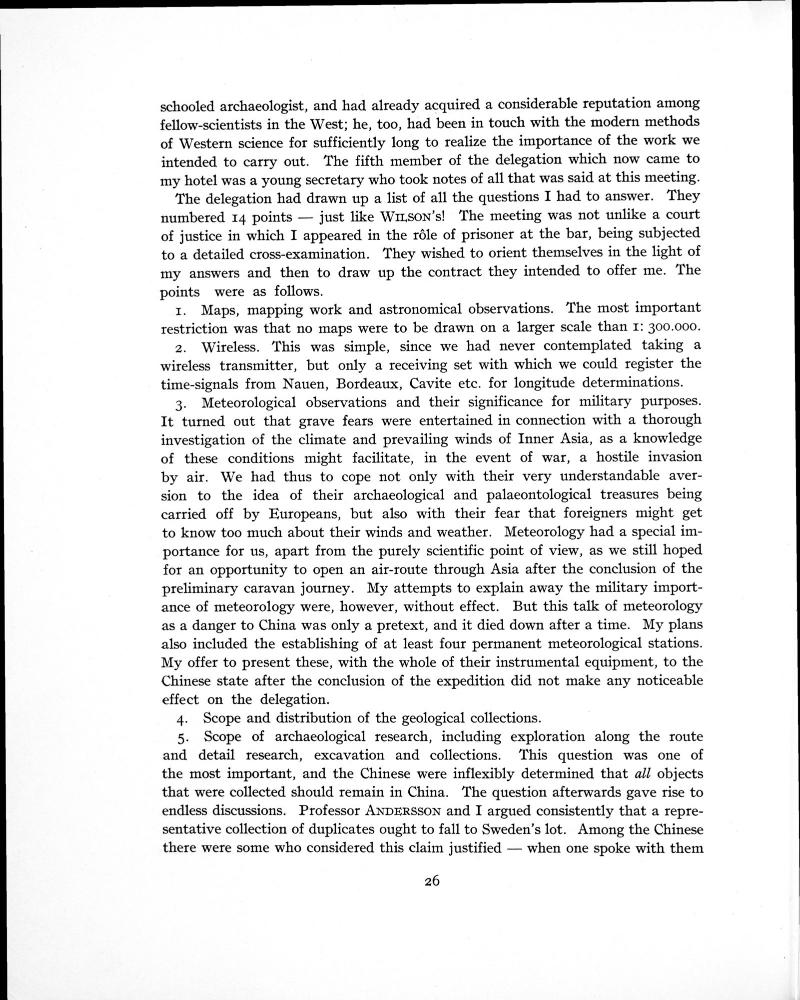 schooled archaeologist, and had already acquired a considerable reputation among
fellow-scientists in the West; he, too, had been in touch with the modern methods
of Western science for sufficiently long to realize the importance of the work we
intended to carry out. The fifth member of the delegation which now came to
my hotel was a young secretary who took notes of all that was said at this meeting.
The delegation had drawn up a list of all the questions I had to answer. They
numbered 14 points — just like WILSON's! The meeting was not unlike a court
of justice in which I appeared in the rôle of prisoner at the bar, being subjected
to a detailed cross-examination. They wished to orient themselves in the light of
my answers and then to draw up the contract they intended to offer me. The
points were as follows.
1. Maps, mapping work and astronomical observations. The most important
restriction was that no maps were to be drawn on a larger scale than 1: 300.000.
2. Wireless. This was simple, since we had never contemplated taking a
wireless transmitter, but only a receiving set with which we could register the
time-signals from Nauen, Bordeaux, Cavite etc. for longitude determinations.
3. Meteorological observations and their significance for military purposes.
It turned out that grave fears were entertained in connection with a thorough
investigation of the climate and prevailing winds of Inner Asia, as a knowledge
of these conditions might facilitate, in the event of war, a hostile invasion
by air. We had thus to cope not only with their very understandable aver-
sion to the idea of their archaeological and palaeontological treasures being
carried off by Europeans, but also with their fear that foreigners might get
to know too much about their winds and weather. Meteorology had a special im-
portance for us, apart from the purely scientific point of view, as we still hoped
for an opportunity to open an air-route through Asia after the conclusion of the
preliminary caravan journey. My attempts to explain away the military import-
ance of meteorology were, however, without effect. But this talk of meteorology
as a danger to China was only a pretext, and it died down after a time. My plans
also included the establishing of at least four permanent meteorological stations.
My offer to present these, with the whole of their instrumental equipment, to the
Chinese state after the conclusion of the expedition did not make any noticeable
effect on the delegation.
4. Scope and distribution of the geological collections.
5. Scope of archaeological research, including exploration along the route
and detail research, excavation and collections. This question was one of
the most important, and the Chinese were inflexibly determined that all objects
that were collected should remain in China. The question afterwards gave rise to
endless discussions. Professor ANDERSSON and I argued consistently that a repre-
sentative collection of duplicates ought to fall to Sweden's lot. Among the Chinese
there were some who considered this claim justified — when one spoke with them
26